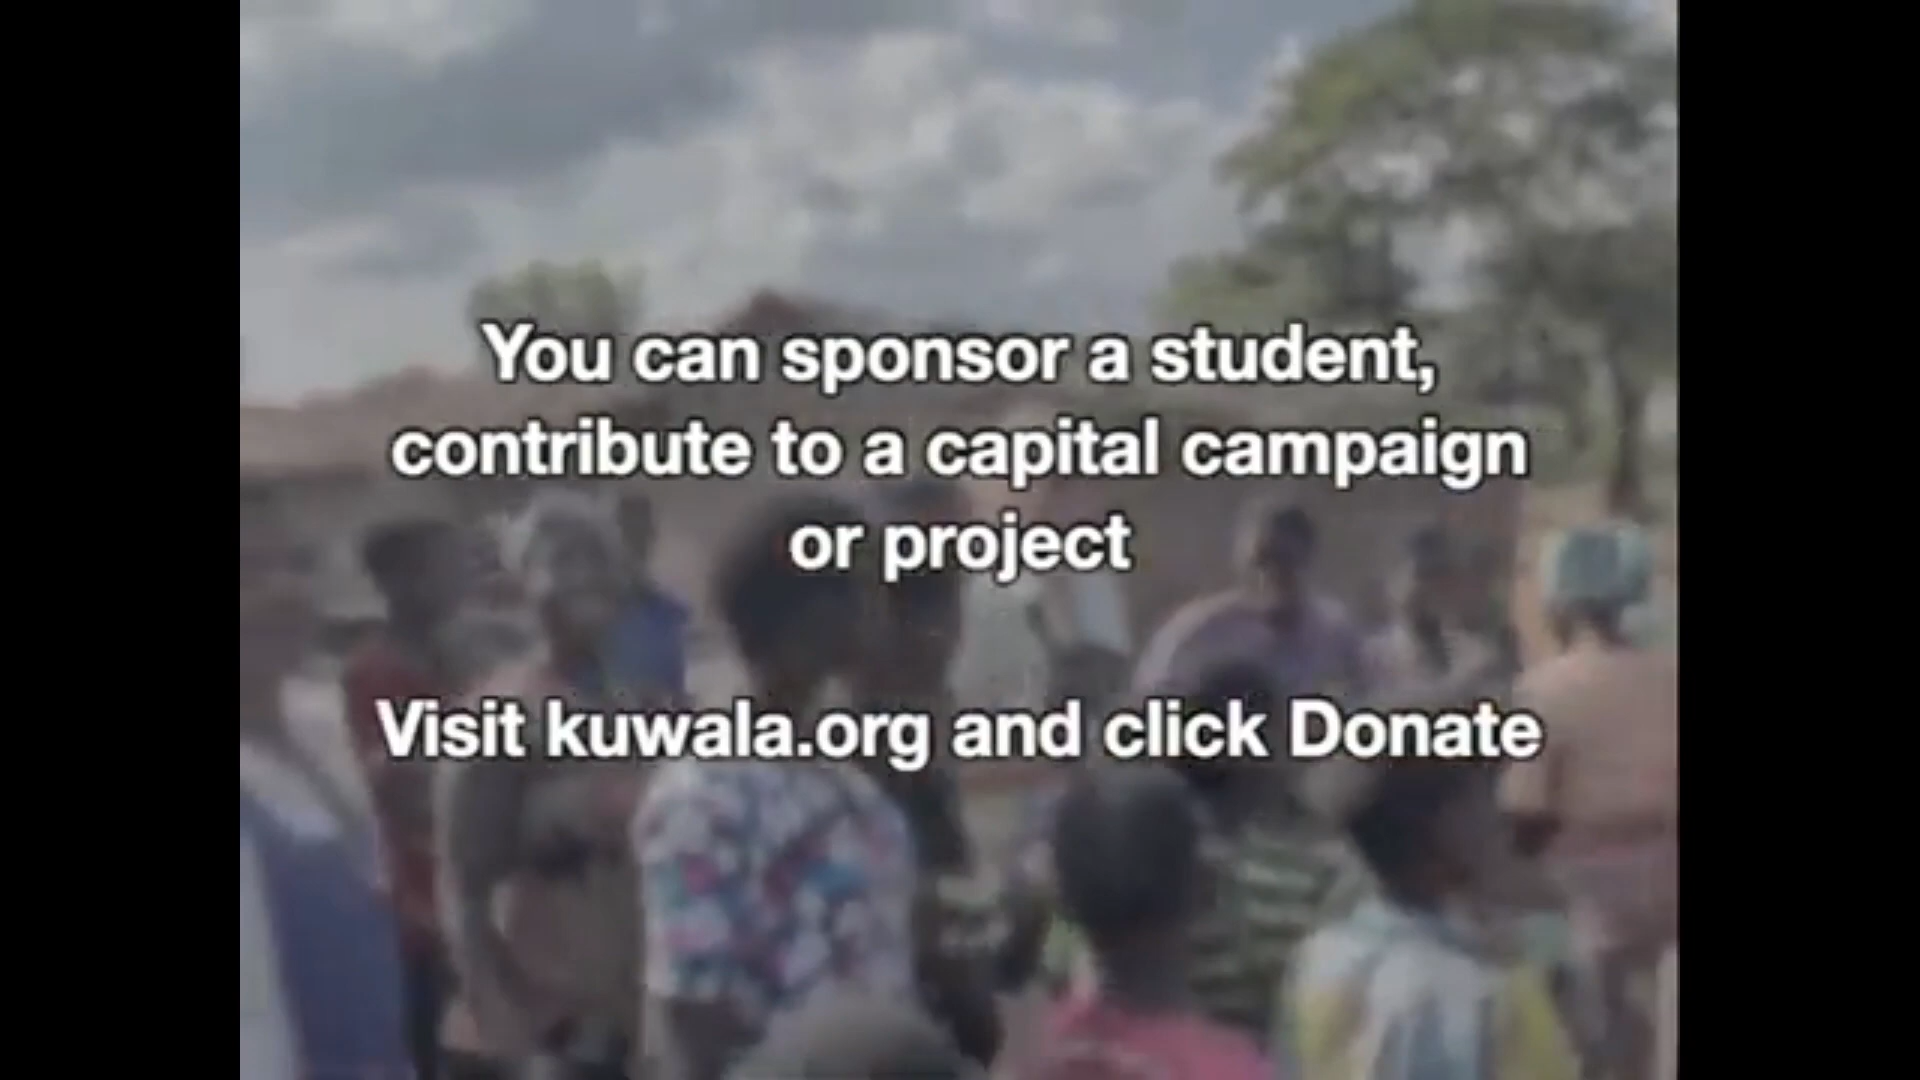 You can sponsor a student,
contribute to a capital campaign
or project
Visit kuwala.org and click Donate